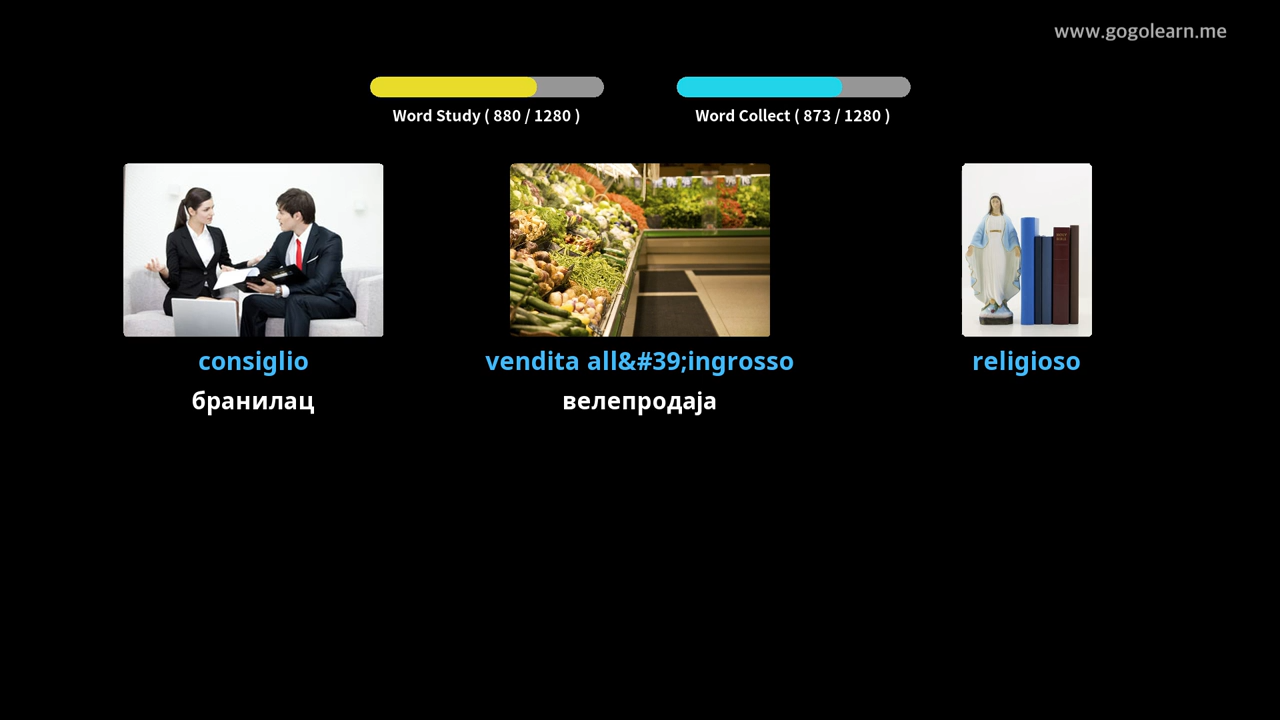 www.gogolearn.me
Word Study ( 880 / 1280 )
Word Collect ( 873 / 1280 )
consiglio
vendita all&#39;ingrosso
religioso
бранилац
велепродаја